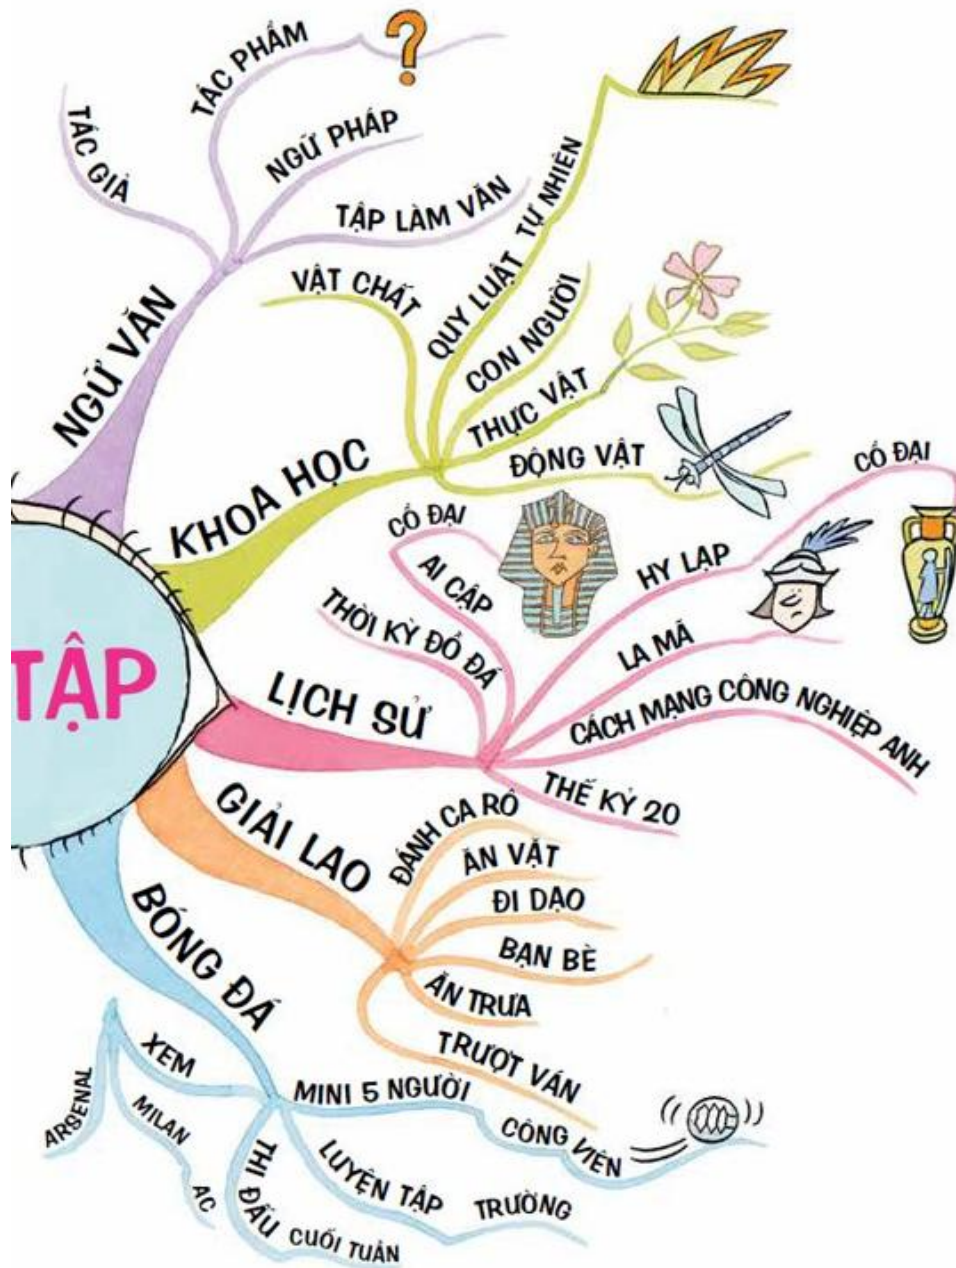 TÁC PHẨM
TÁC GIẢ
NGỮ PHÁP
TẬP LÀM VĂN
NGỮ VĂN
VẬT CHẤT
QUY LUẬT TỰ NHIÊN
CON NGƯỜI
THỰC VẬT
ĐỘNG VẬT
KHOA HỌC
CỔ ĐẠI
AI CẬP
THỜI KỲ ĐỒ ĐÁ
CỔ ĐẠI
HY LẠP
LA MÃ
CÁCH MẠNG CÔNG NGHIỆP ANH
THẾ KỶ 20
LỊCH SỬ
TẬP
GIẢI LAO
ĐÁNH CA RÔ
ĂN VẶT
ĐI DẠO
BẠN BÈ
ĂN TRƯA
TRƯỢT VÁN
BÓNG ĐÁ
XEM
ARSENAL
MILAN
AC
MINI 5 NGƯỜI
CÔNG VIÊN
LUYỆN TẬP
TRƯỜNG
THI ĐẤU
CUỐI TUẦN